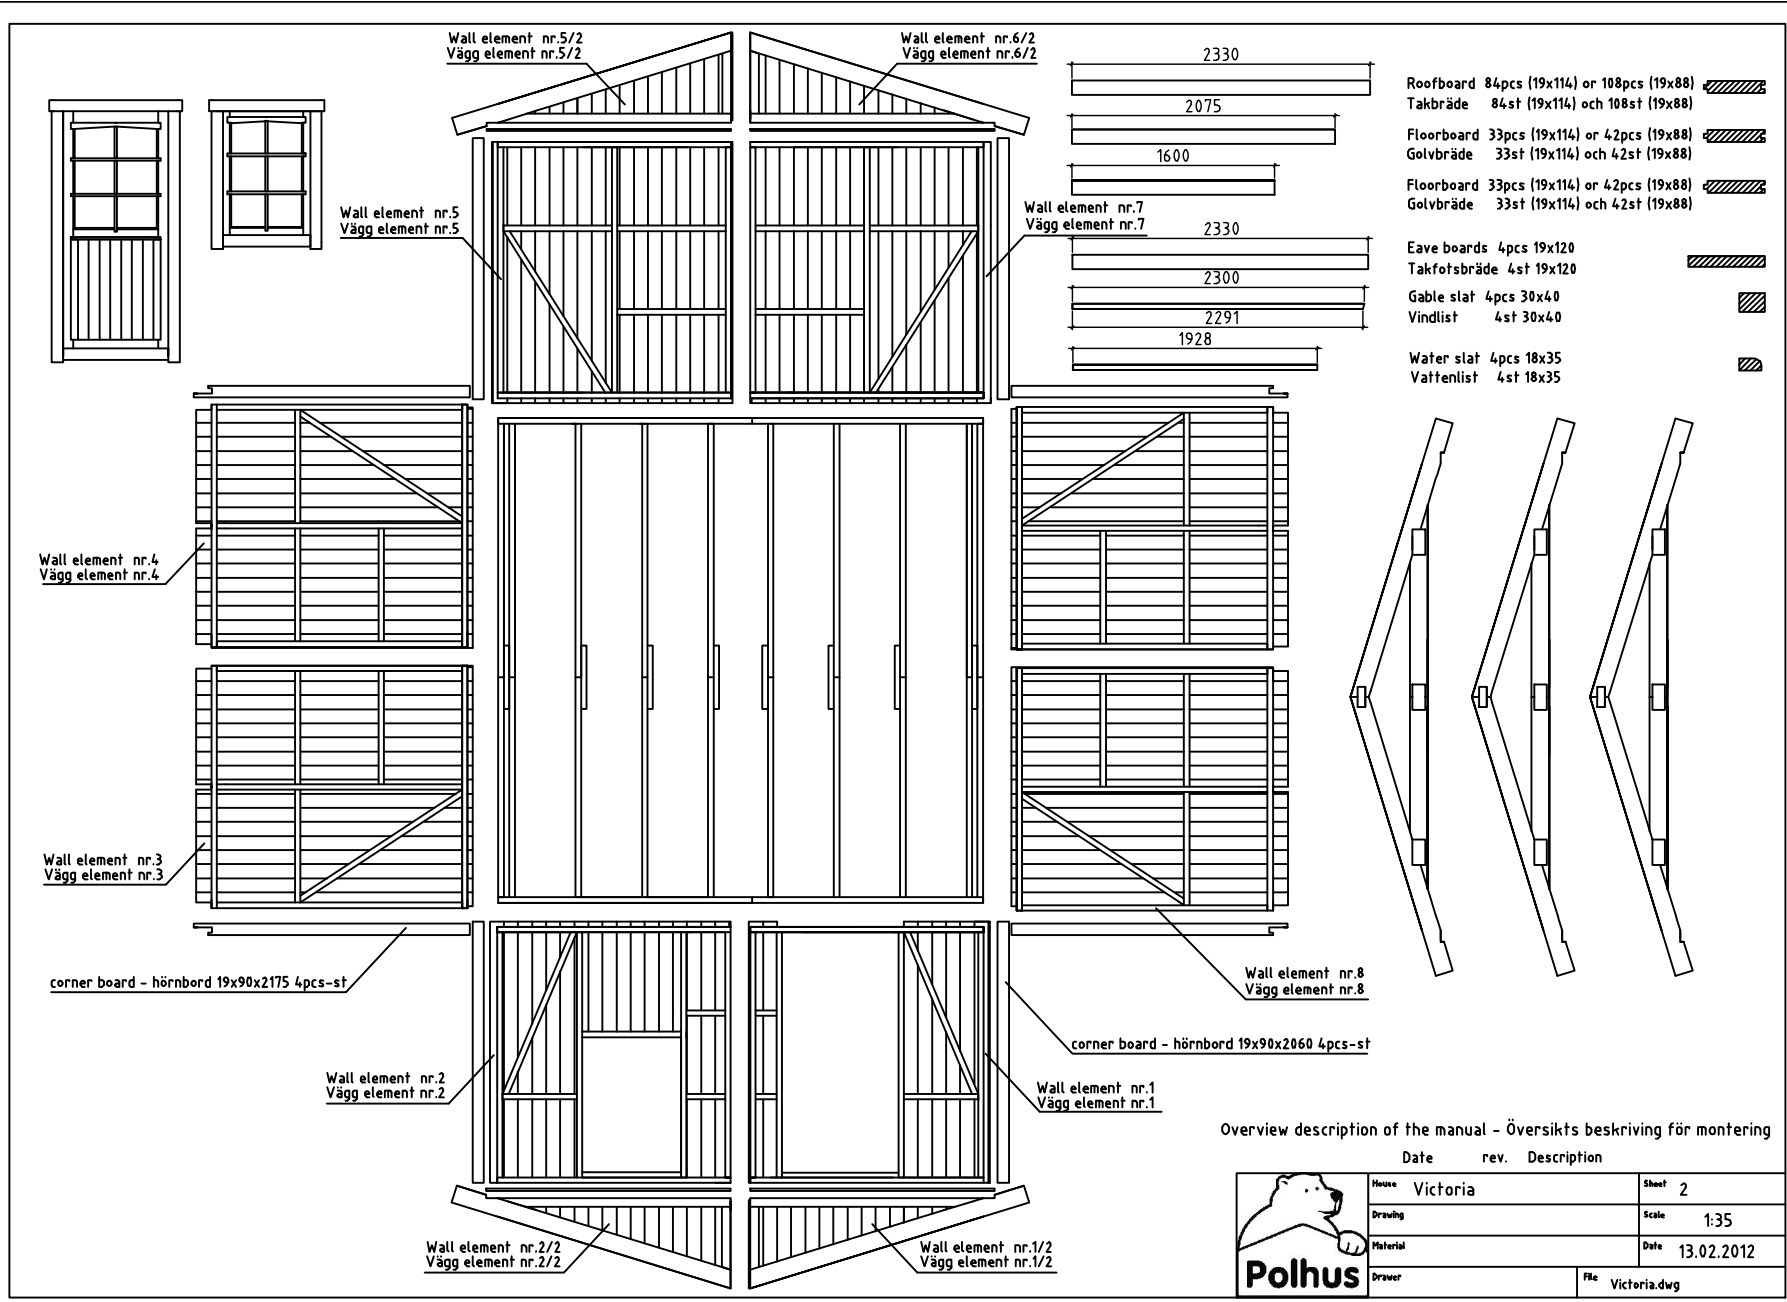 Wall element nr.5/2
Vägg element nr.5/2
Wall element nr.6/2
Vägg element nr.6/2
2330
Roofboard 84pcs (19x114) or 108pcs (19x88)
Takbräde 84st (19x114) och 108st (19x88)
2075
Floorboard 33pcs (19x114) or 42pcs (19x88)
Golvbräde 33st (19x114) och 42st (19x88)
1600
Floorboard 33pcs (19x114) or 42pcs (19x88)
Golvbräde 33st (19x114) och 42st (19x88)
Wall element nr.5
Vägg element nr.5
Wall element nr.7
Vägg element nr.7
2330
Eave boards 4pcs 19x120
Takfotsbräde 4st 19x120
2300
Gable slat 4pcs 30x40
Vindlist 4st 30x40
2291
1928
Water slat 4pcs 18x35
Vattenlist 4st 18x35
Wall element nr.4
Vägg element nr.4
Wall element nr.3
Vägg element nr.3
corner board - hörnbord 19x90x2175 4pcs-st
Wall element nr.8
Vägg element nr.8
corner board - hörnbord 19x90x2060 4pcs-st
Wall element nr.2
Vägg element nr.2
Wall element nr.1
Vägg element nr.1
Wall element nr.2/2
Vägg element nr.2/2
Wall element nr.1/2
Vägg element nr.1/2
Overview description of the manual - Översikts beskriving för montering
Date rev. Description
House Victoria Sheet 2
Drawing Scale 1:35
Material Date 13.02.2012
Polhus
Drawer File Victoria.dwg